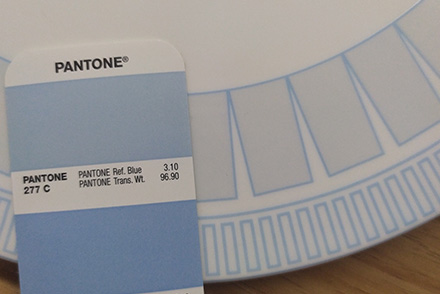 PANTONE®
PANTONE PANTONE Ref. Blue 3.10
277 C PANTONE Trans. Wt. 96.90